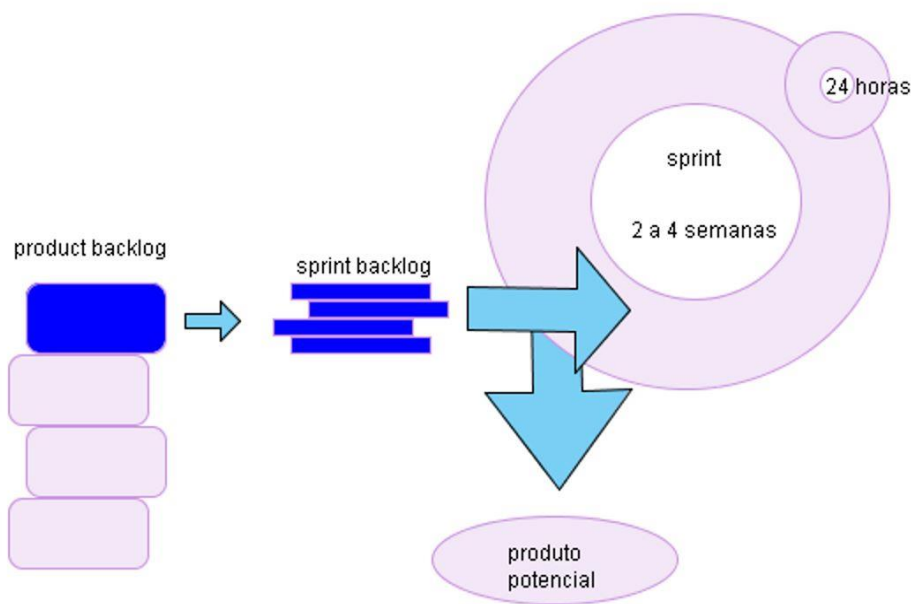 24 horas
sprint
2 a 4 semanas
product backlog
sprint backlog
produto
potencial